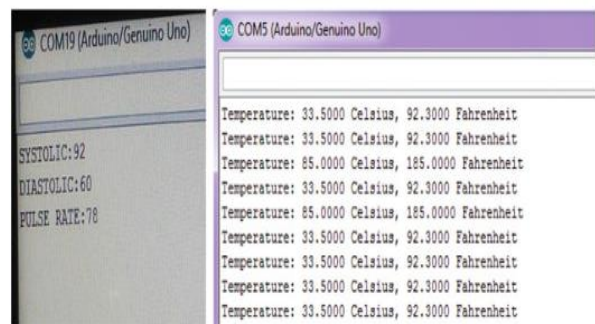 COM19 (Arduino/Genuino Uno)
SYSTOLIC:92
DIASTOLIC:60
PULSE RATE:78
COM5 (Arduino/Genuino Uno)
Temperature: 33.5000 Celsius, 92.3000 Fahrenheit
Temperature: 33.5000 Celsius, 92.3000 Fahrenheit
Temperature: 85.0000 Celsius, 185.0000 Fahrenheit
Temperature: 33.5000 Celsius, 92.3000 Fahrenheit
Temperature: 85.0000 Celsius, 185.0000 Fahrenheit
Temperature: 33.5000 Celsius, 92.3000 Fahrenheit
Temperature: 33.5000 Celsius, 92.3000 Fahrenheit
Temperature: 33.5000 Celsius, 92.3000 Fahrenheit
Temperature: 33.5000 Celsius, 92.3000 Fahrenheit